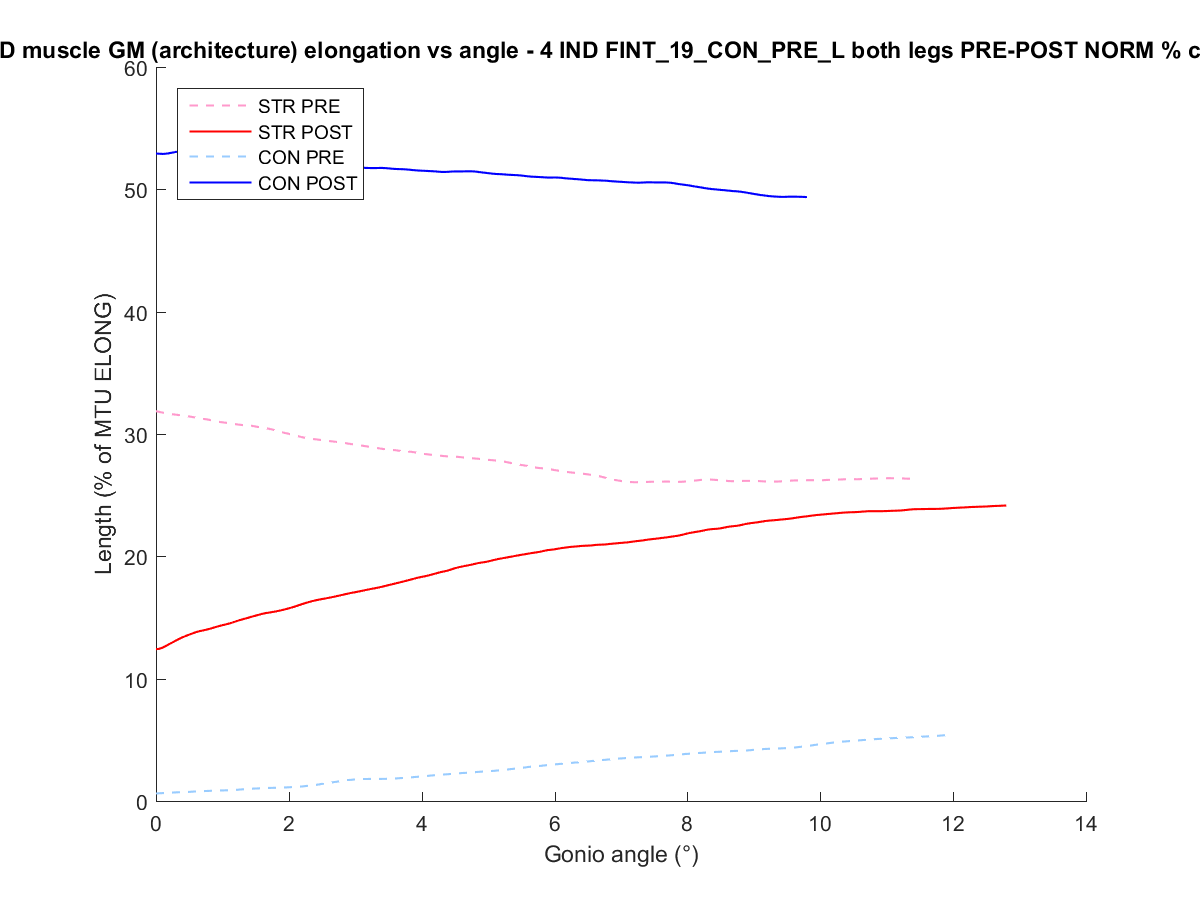 D muscle GM (architecture) elongation vs angle - 4 IND FINT_19_CON_PRE_L both legs PRE-POST NORM % c
60
50
40
30
20
10
0
Length (% of MTU ELONG)
STR PRE
STR POST
CON PRE
CON POST
0 2 4 6 8 10 12 14
Gonio angle (°)